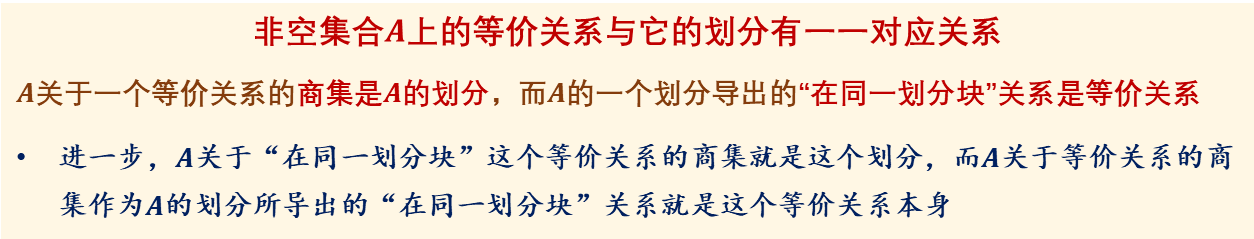 非空集合A上的等价关系与它的划分有一一对应关系
A关于一个等价关系的商集是A的划分，而A的一个划分导出的“在同一划分块”关系是等价关系
• 进一步，A关于“在同一划分块”这个等价关系的商集就是这个划分，而A关于等价关系的商
集作为A的划分所导出的“在同一划分块”关系就是这个等价关系本身